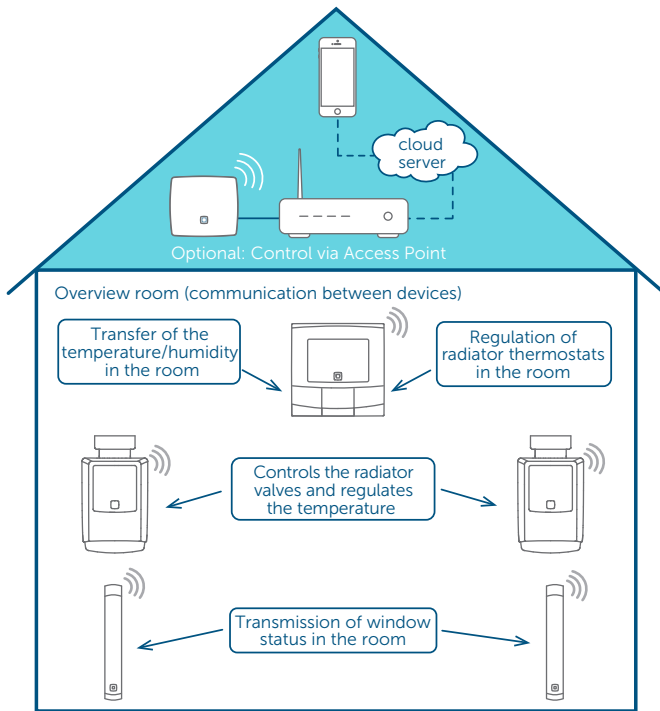 cloud
server
Optional: Control via Access Point
Overview room (communication between devices)
Transfer of the
temperature/humidity
in the room
Regulation of
radiator thermostats
in the room
Controls the radiator
valves and regulates
the temperature
Transmission of window
status in the room